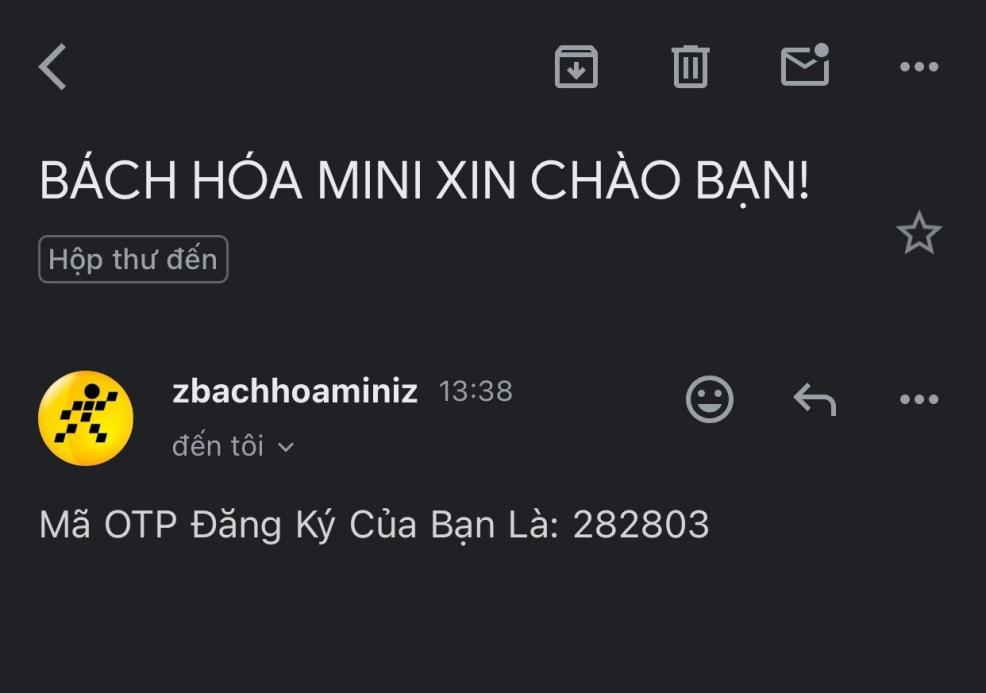 BÁCH HÓA MINI XIN CHÀO BẠN!
Hộp thư đến
zbachhoaminiz 13:38
đến tôi
Mã OTP Đăng Ký Của Bạn Là: 282803